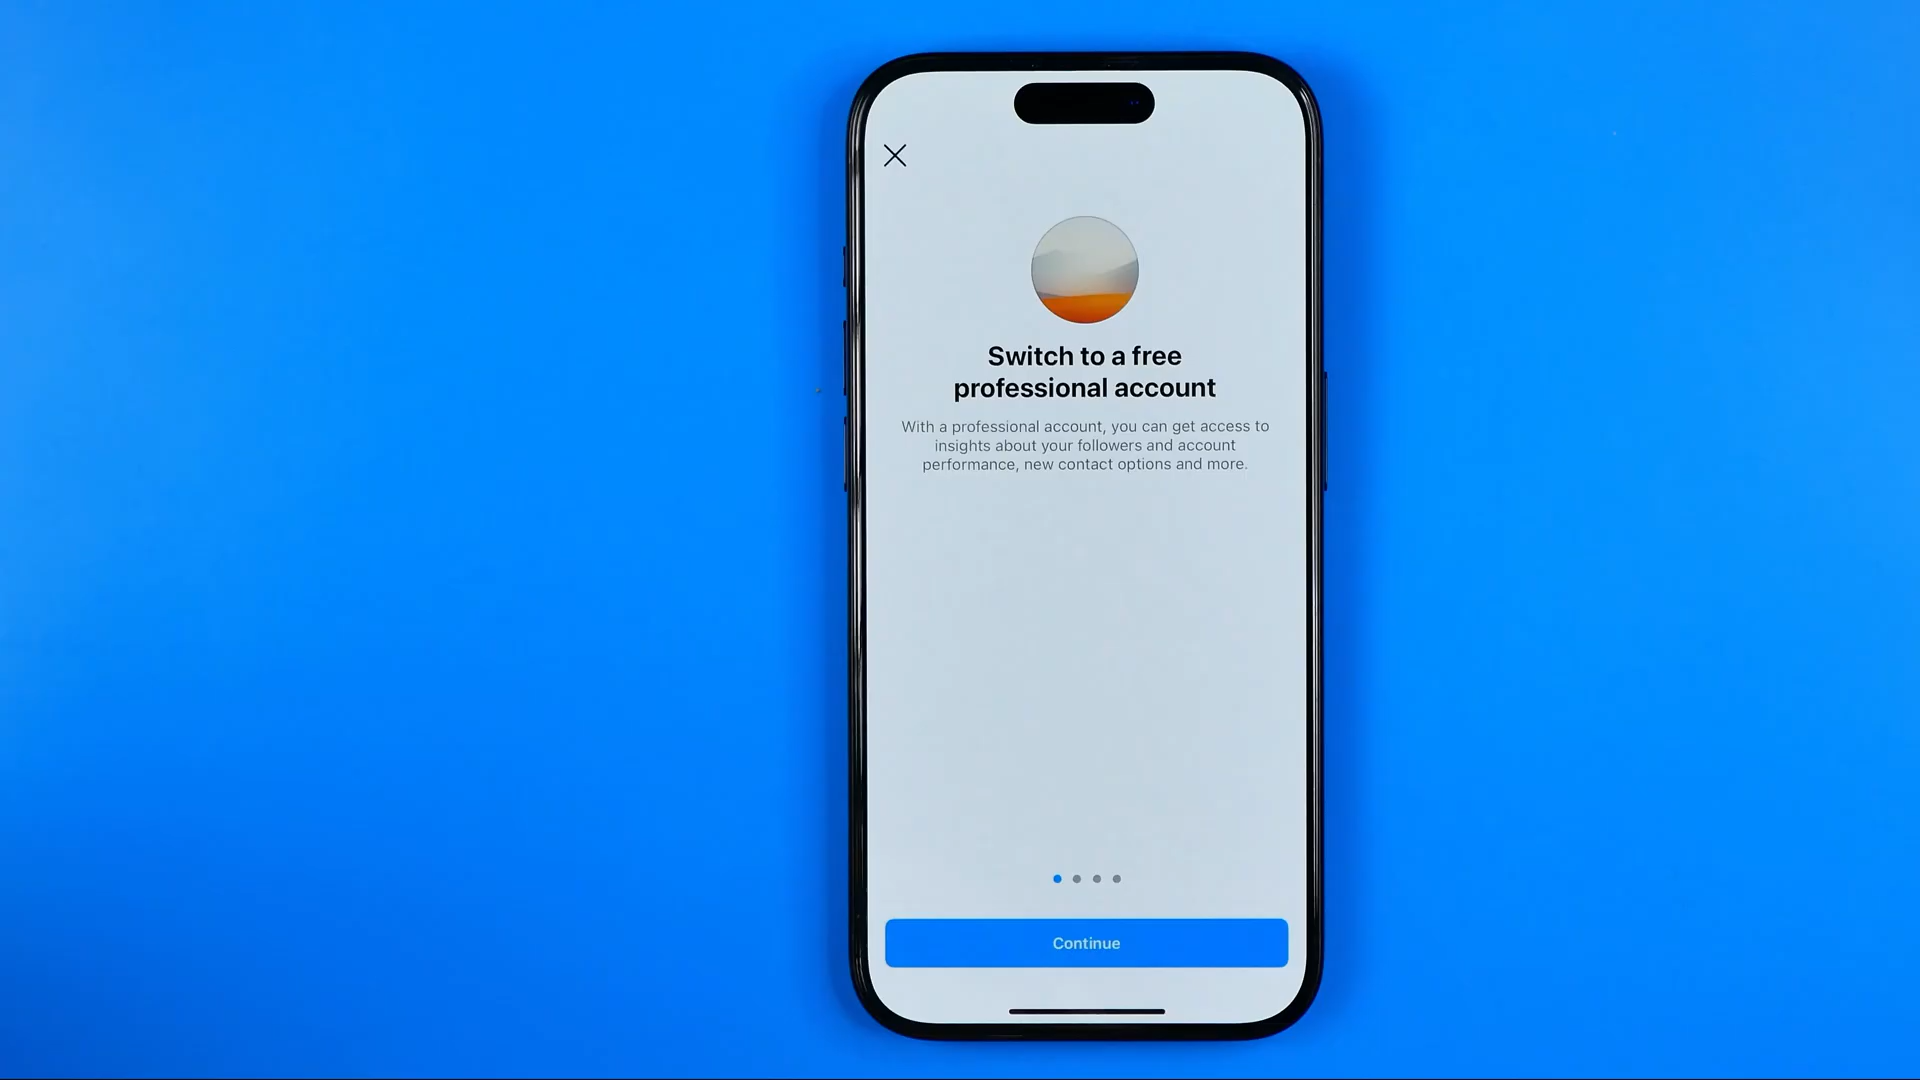 Switch to a free
professional account
With a professional account, you can get access to
insights about your followers and account
performance, new contact options and more.
Continue